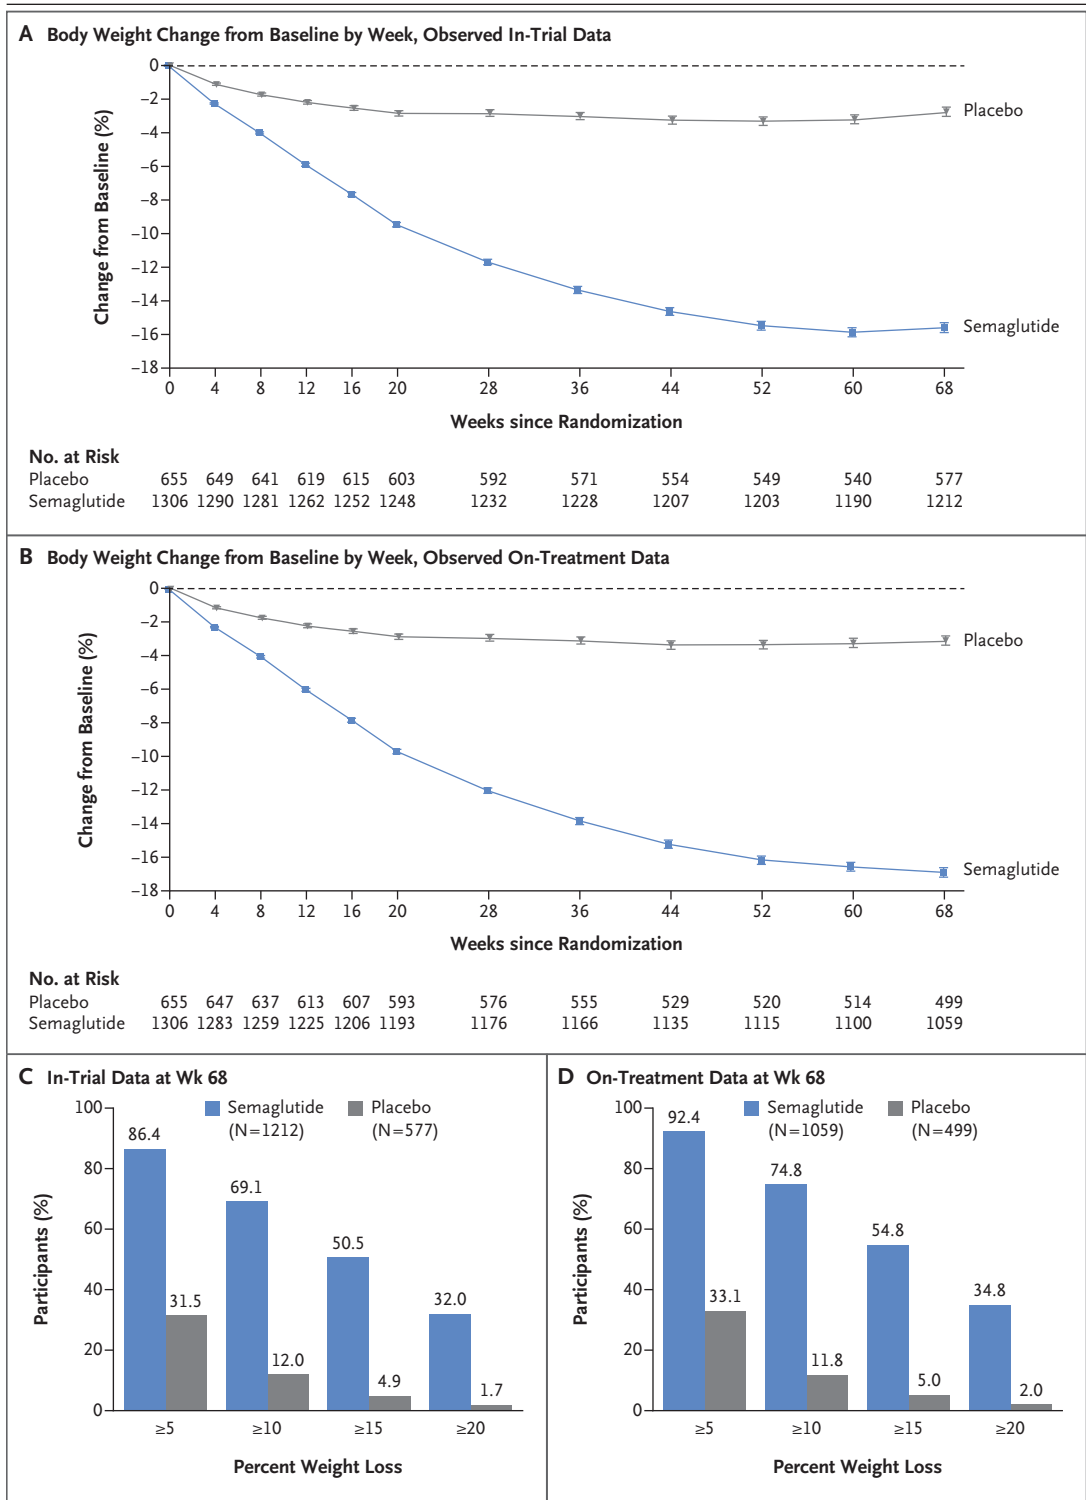 A Body Weight Change from Baseline by Week, Observed In-Trial Data
Change from Baseline (%)
0
−2
−4
−6
−8
−10
−12
−14
−16
−18
Placebo
Semaglutide
0 4 8 12 16 20 28 36 44 52 60 68
Weeks since Randomization
No. at Risk
Placebo 655 649 641 619 615 603 592 571 554 549 540 577
Semaglutide 1306 1290 1281 1262 1252 1248 1232 1228 1207 1203 1190 1212
B Body Weight Change from Baseline by Week, Observed On-Treatment Data
Change from Baseline (%)
0
−2
−4
−6
−8
−10
−12
−14
−16
−18
Placebo
Semaglutide
0 4 8 12 16 20 28 36 44 52 60 68
Weeks since Randomization
No. at Risk
Placebo 655 647 637 613 607 593 576 555 529 520 514 499
Semaglutide 1306 1283 1259 1225 1206 1193 1176 1166 1135 1115 1100 1059
C In-Trial Data at Wk 68
Participants (%)
100
80
60
40
20
0
Semaglutide Placebo
(N=1212) (N=577)
86.4
31.5
69.1
12.0
50.5
4.9
32.0
1.7
≥5 ≥10 ≥15 ≥20
Percent Weight Loss
D On-Treatment Data at Wk 68
Participants (%)
100
80
60
40
20
0
Semaglutide Placebo
(N=1059) (N=499)
92.4
33.1
74.8
11.8
54.8
5.0
34.8
2.0
≥5 ≥10 ≥15 ≥20
Percent Weight Loss